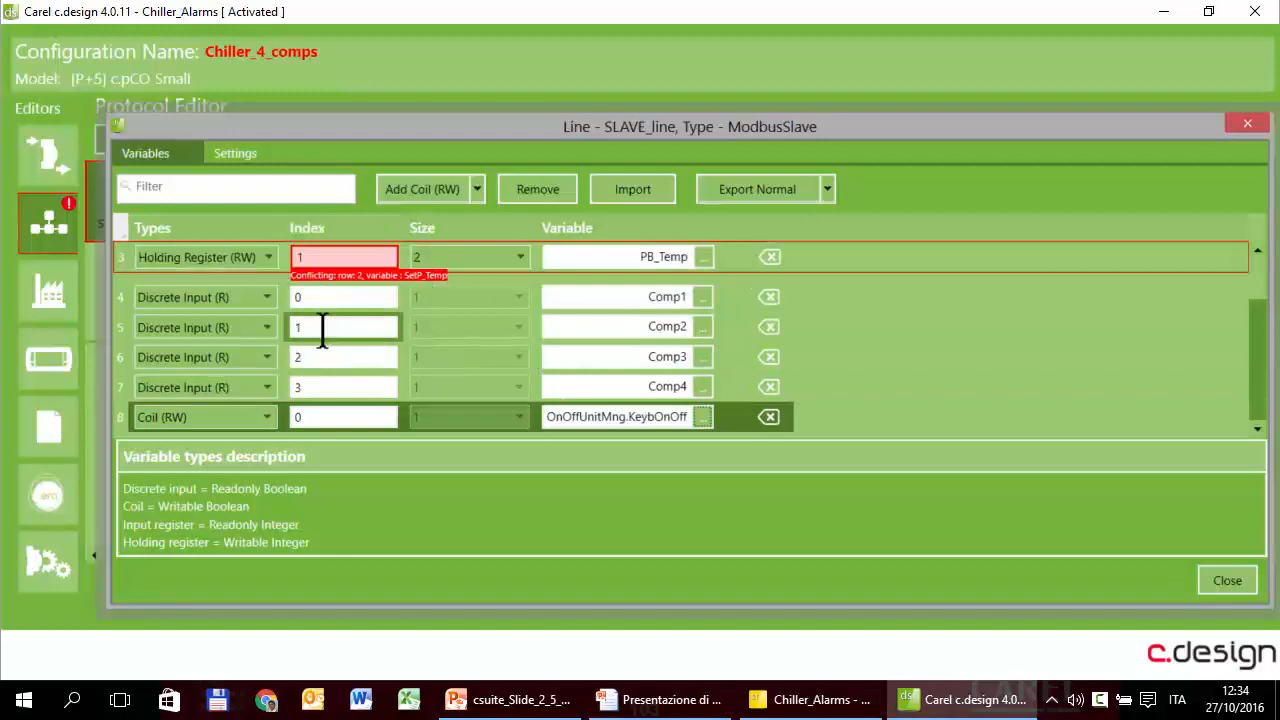 Carel c.design 4.0.11 - Chiller_Alarms [ Activated ]
Configuration Name: Chiller_4_comps
Model: [P+5] c.pCO Small
Editors
Protocol Editor
Line - SLAVE_line, Type - ModbusSlave
Variables Settings
Filter Add Coil (RW) Remove Import Export Normal
Types Index Size Variable
3 Holding Register (RW) 1 2 PB_Temp ...
Conflicting: row: 2, variable : SetP_Temp
4 Discrete Input (R) 0 1 Comp1 ...
5 Discrete Input (R) 1 1 Comp2 ...
6 Discrete Input (R) 2 1 Comp3 ...
7 Discrete Input (R) 3 1 Comp4 ...
8 Coil (RW) 0 1 OnOffUnitMng.KeybOnOff ...
Variable types description
Discrete input = Readonly Boolean
Coil = Writable Boolean
Input register = Readonly Integer
Holding register = Writable Integer
Close
c.design
csuite_Slide_2_5_... Presentazione di ... Chiller_Alarms - ... Carel c.design 4.0... ITA 12:34
27/10/2016